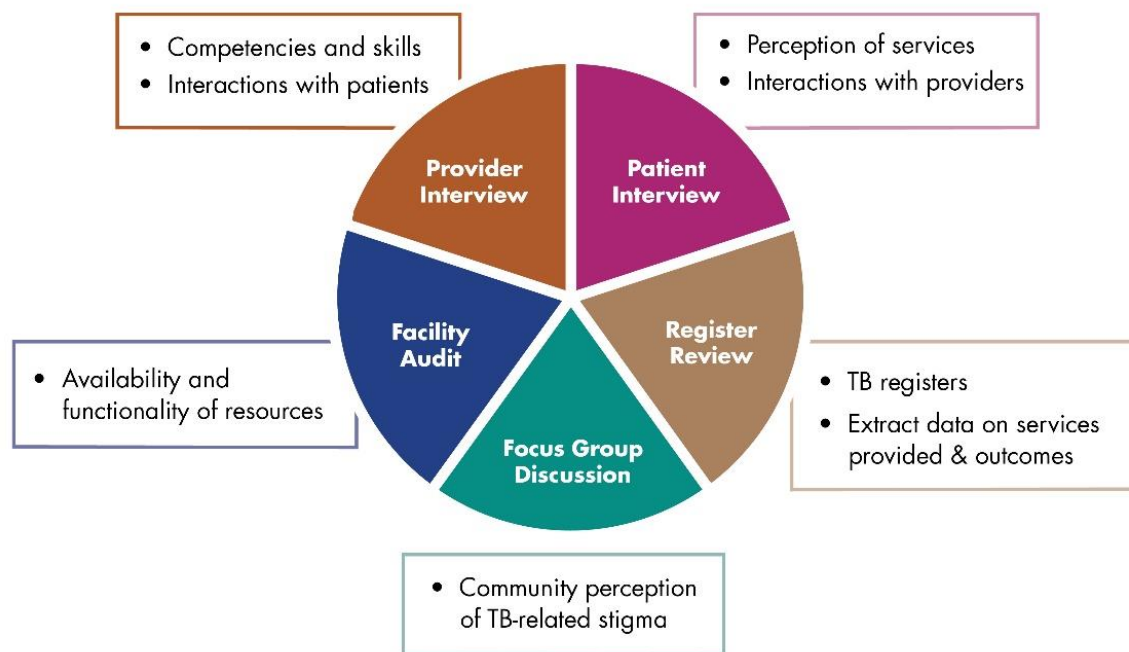 • Competencies and skills
• Interactions with patients
• Perception of services
• Interactions with providers
Provider
Interview
Patient
Interview
Facility
Audit
Register
Review
• Availability and
functionality of resources
• TB registers
• Extract data on services
provided & outcomes
Focus Group
Discussion
• Community perception
of TB-related stigma